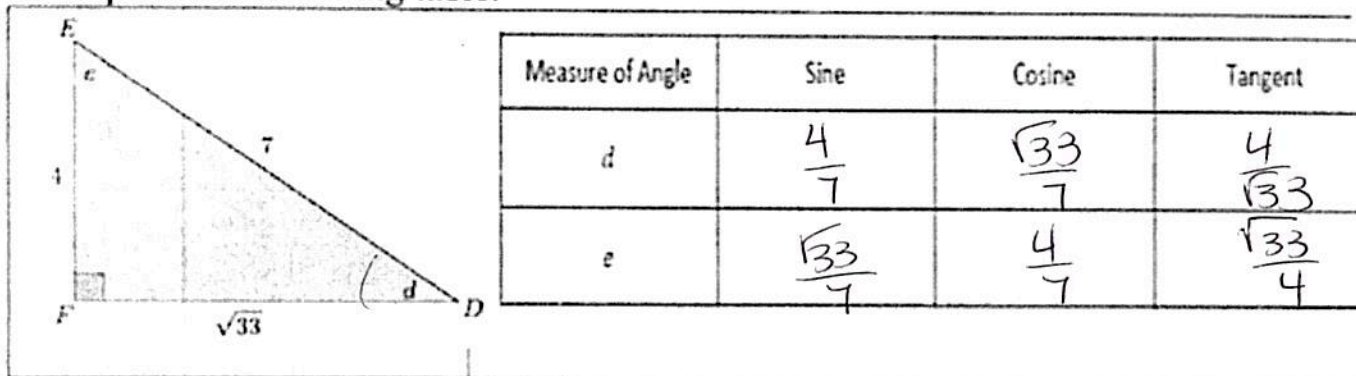 E
e
7
4
d
F
D
√33
Measure of Angle Sine Cosine Tangent
d 4/7 √33/7 4/√33
e √33/7 4/7 √33/4